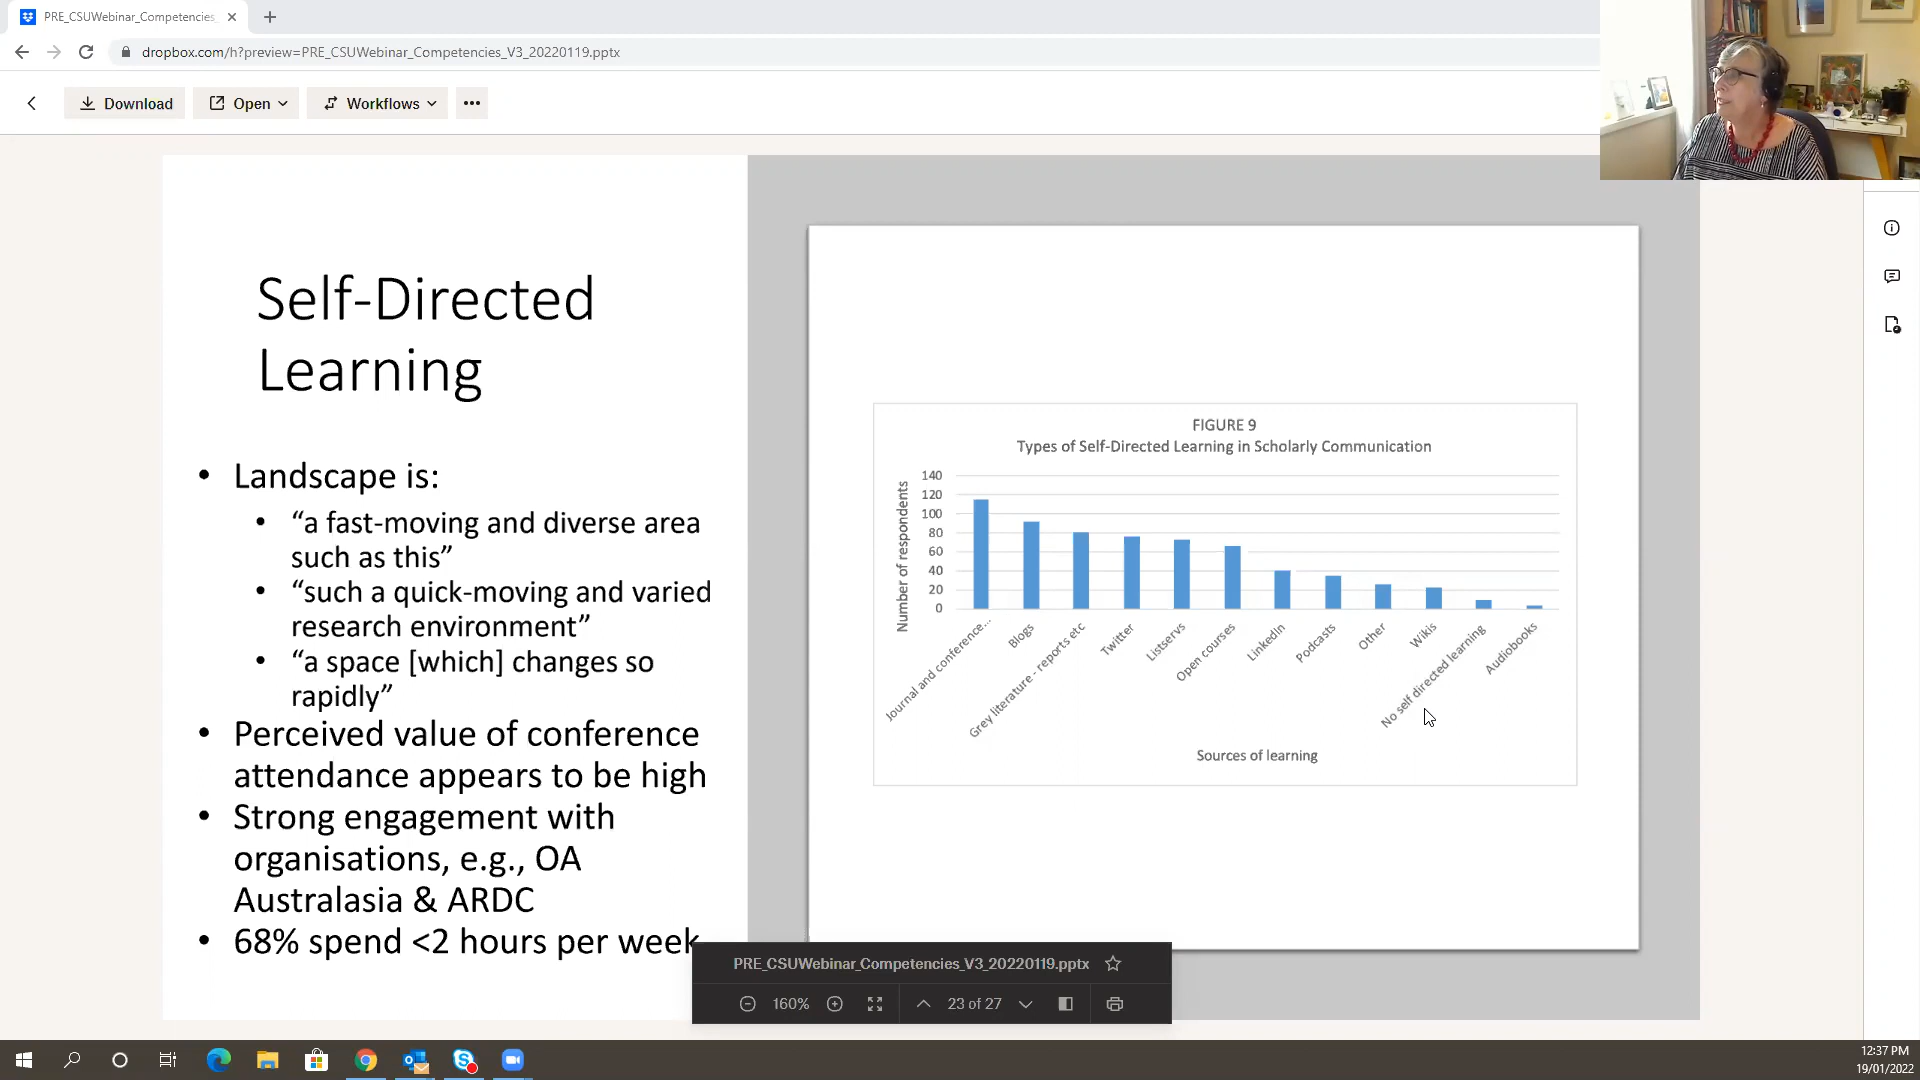 PRE_CSUWebinar_Competencies_
dropbox.com/h?preview=PRE_CSUWebinar_Competencies_V3_20220119.pptx
Download
Open
Workflows
Self-Directed
Learning
• Landscape is:
• “a fast-moving and diverse area
such as this”
• “such a quick-moving and varied
research environment”
• “a space [which] changes so
rapidly”
• Perceived value of conference
attendance appears to be high
• Strong engagement with
organisations, e.g., OA
Australasia & ARDC
• 68% spend <2 hours per week
FIGURE 9
Types of Self-Directed Learning in Scholarly Communication
Number of respondents
140
120
100
80
60
40
20
0
Journal and conference...
Blogs
Grey literature - reports etc
Twitter
Listservs
Open courses
LinkedIn
Podcasts
Other
Wikis
No self directed learning
Audiobooks
Sources of learning
PRE_CSUWebinar_Competencies_V3_20220119.pptx
160%
23 of 27
12:37 PM
19/01/2022